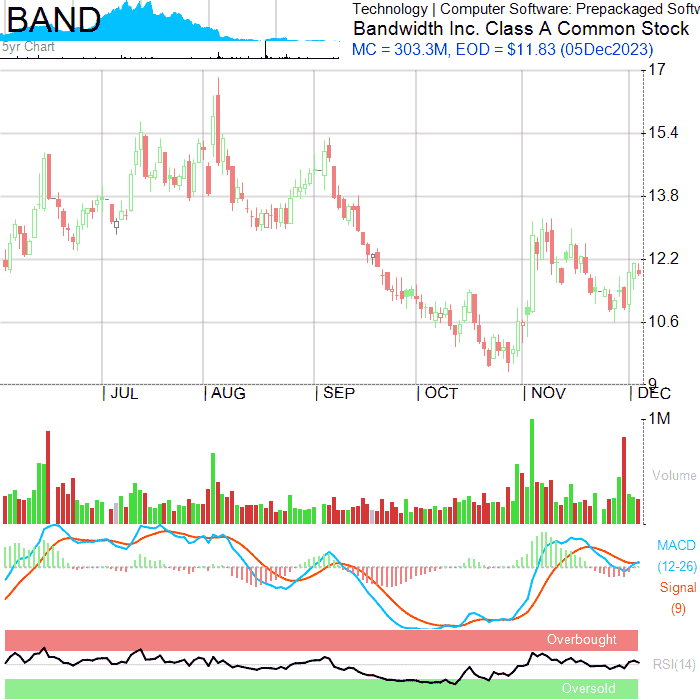 BAND
5yr Chart
Technology | Computer Software: Prepackaged Softw
Bandwidth Inc. Class A Common Stock
MC = 303.3M, EOD = $11.83 (05Dec2023)
17
15.4
13.8
12.2
10.6
9
JUL
AUG
SEP
OCT
NOV
DEC
1M
Volume
MACD
(12-26)
Signal
(9)
Overbought
RSI(14)
Oversold